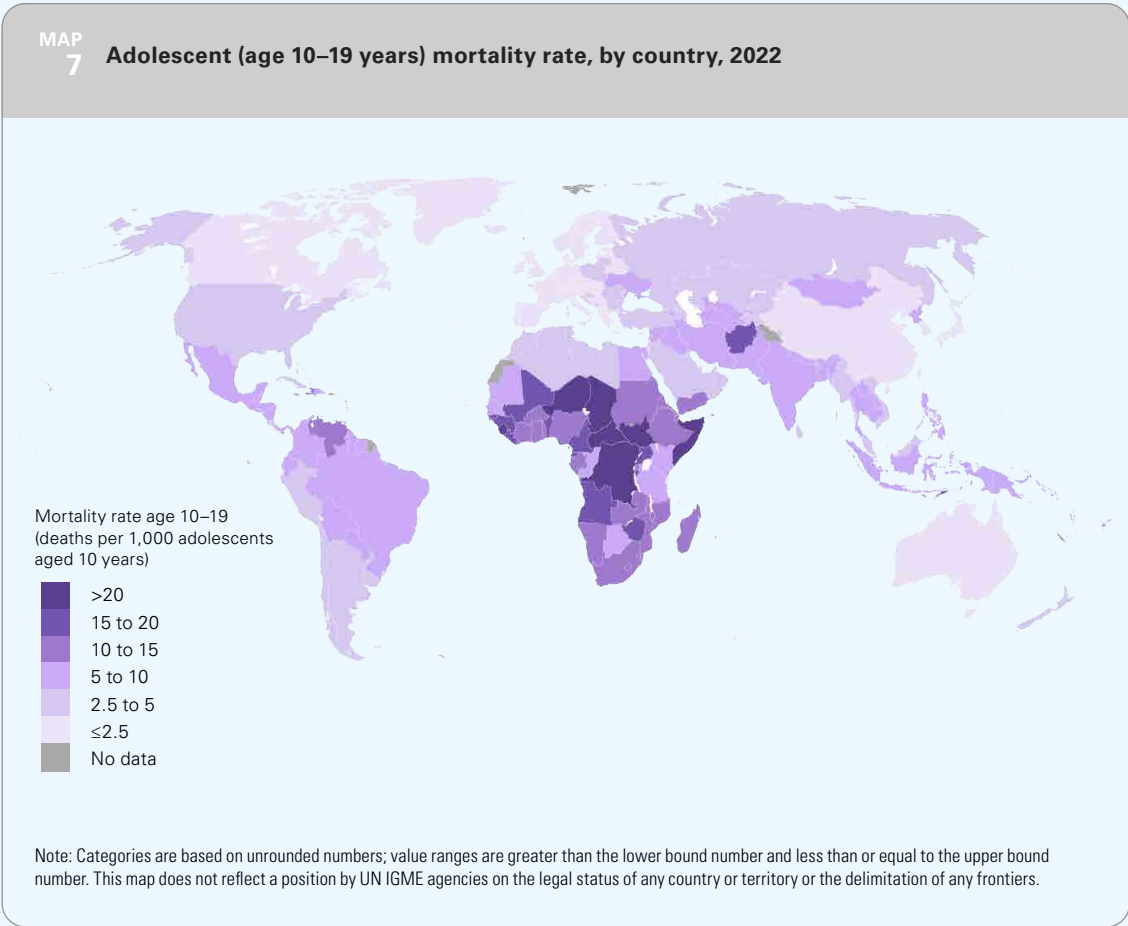 MAP
7
Adolescent (age 10–19 years) mortality rate, by country, 2022
Mortality rate age 10–19
(deaths per 1,000 adolescents
aged 10 years)
>20
15 to 20
10 to 15
5 to 10
2.5 to 5
≤2.5
No data
Note: Categories are based on unrounded numbers; value ranges are greater than the lower bound number and less than or equal to the upper bound
number. This map does not reflect a position by UN IGME agencies on the legal status of any country or territory or the delimitation of any frontiers.